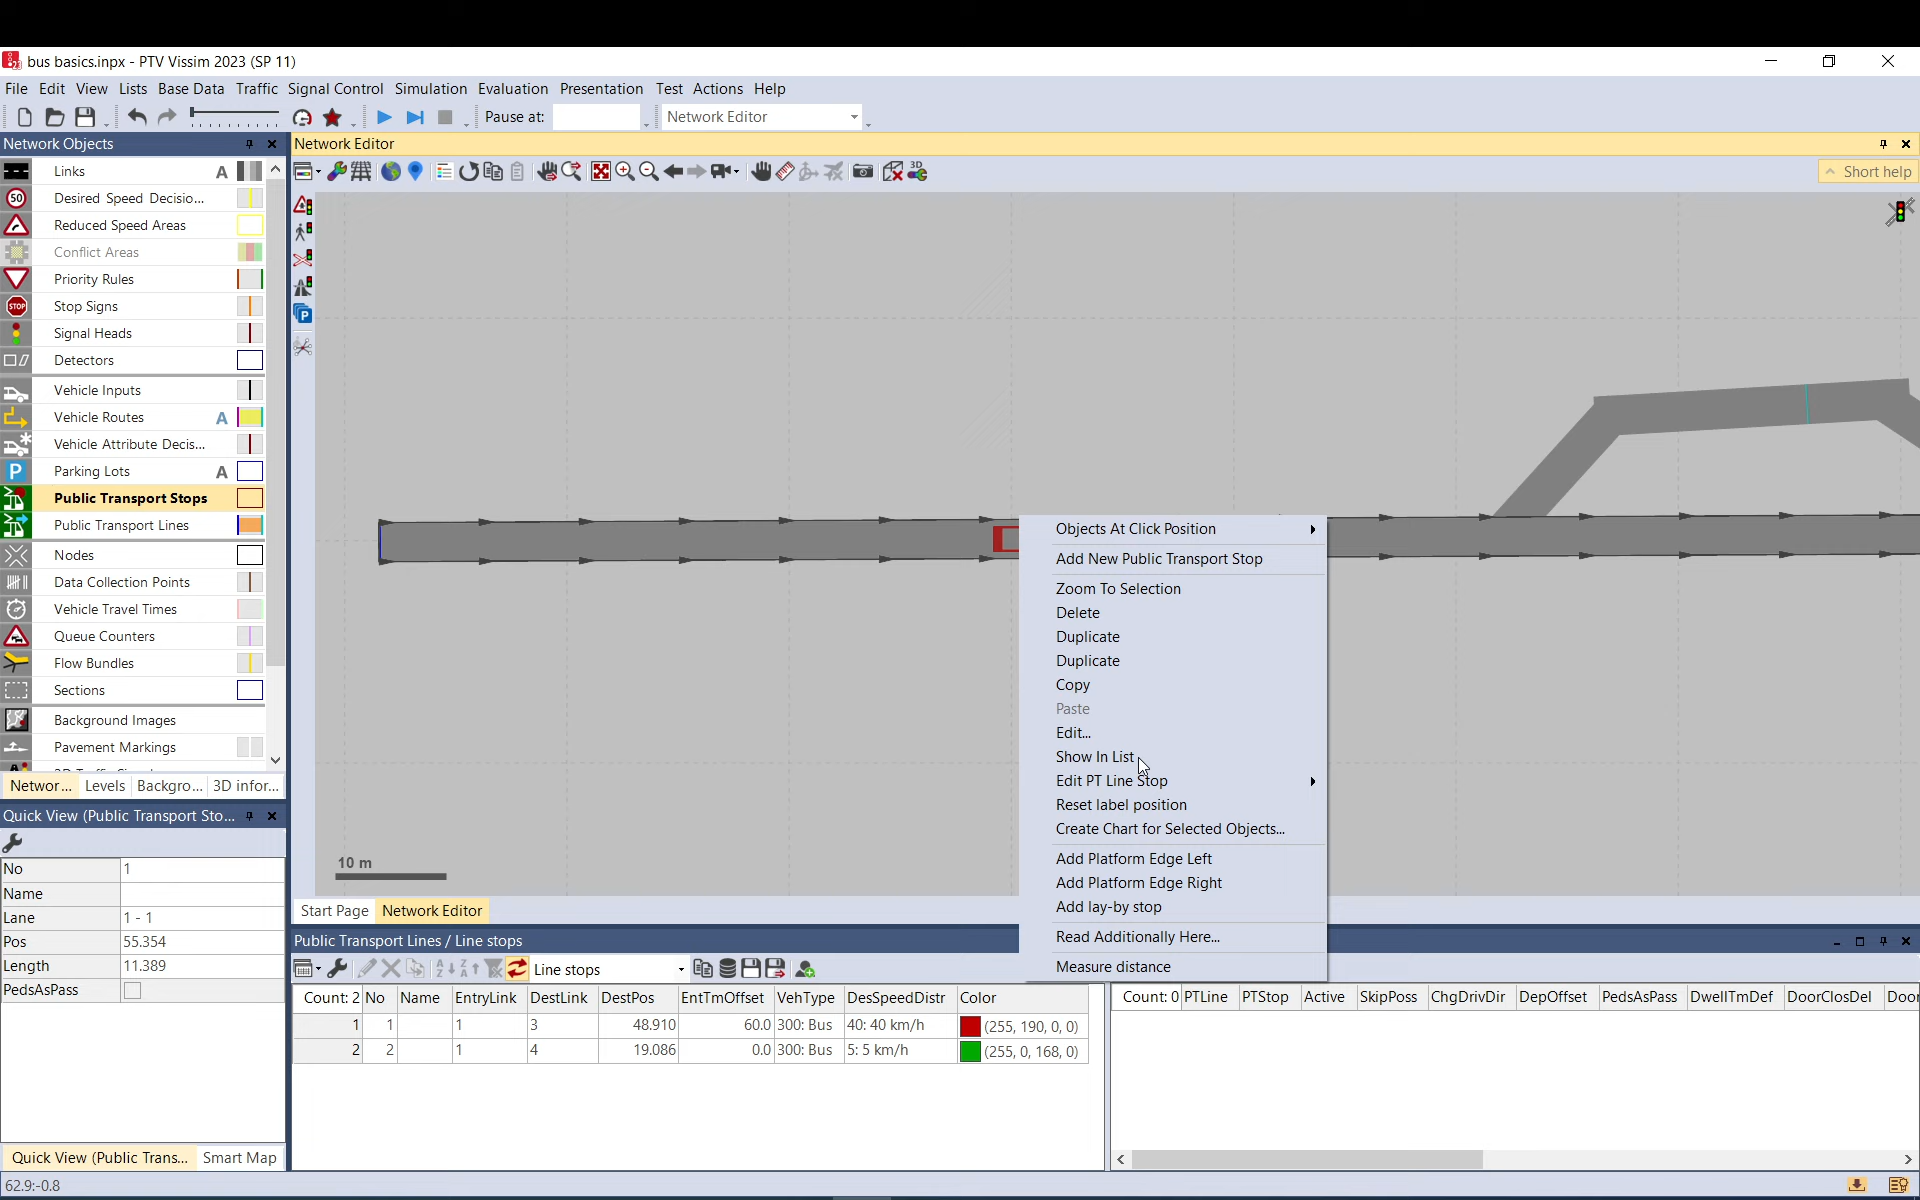 bus basics.inpx - PTV Vissim 2023 (SP 11)
File Edit View Lists Base Data Traffic Signal Control Simulation Evaluation Presentation Test Actions Help
Pause at: Network Editor
Network Objects
Network Editor
Short help
Links A
50 Desired Speed Decisio...
Reduced Speed Areas
Conflict Areas
Priority Rules
STOP Stop Signs
Signal Heads
Detectors
Vehicle Inputs
Vehicle Routes A
Vehicle Attribute Decis...
P Parking Lots A
Public Transport Stops
Public Transport Lines
Nodes
Data Collection Points
Vehicle Travel Times
Queue Counters
Flow Bundles
Sections
Background Images
Pavement Markings
Networ... Levels Backgro... 3D infor...
Quick View (Public Transport Sto...
No 1
Name
Lane 1 - 1
Pos 55.354
Length 11.389
PedsAsPass
Quick View (Public Trans... Smart Map
62.9:-0.8
10 m
Objects At Click Position
Add New Public Transport Stop
Zoom To Selection
Delete
Duplicate
Duplicate
Copy
Paste
Edit...
Show In List
Edit PT Line Stop
Reset label position
Create Chart for Selected Objects...
Add Platform Edge Left
Add Platform Edge Right
Add lay-by stop
Read Additionally Here...
Measure distance
Start Page Network Editor
Public Transport Lines / Line stops
Line stops
Count: 2 No Name EntryLink DestLink DestPos EntTmOffset VehType DesSpeedDistr Color
1 1 1 3 48.910 60.0 300: Bus 40: 40 km/h (255, 190, 0, 0)
2 2 1 4 19.086 0.0 300: Bus 5: 5 km/h (255, 0, 168, 0)
Count: 0 PTLine PTStop Active SkipPoss ChgDrivDir DepOffset PedsAsPass DwellTmDef DoorClosDel Door